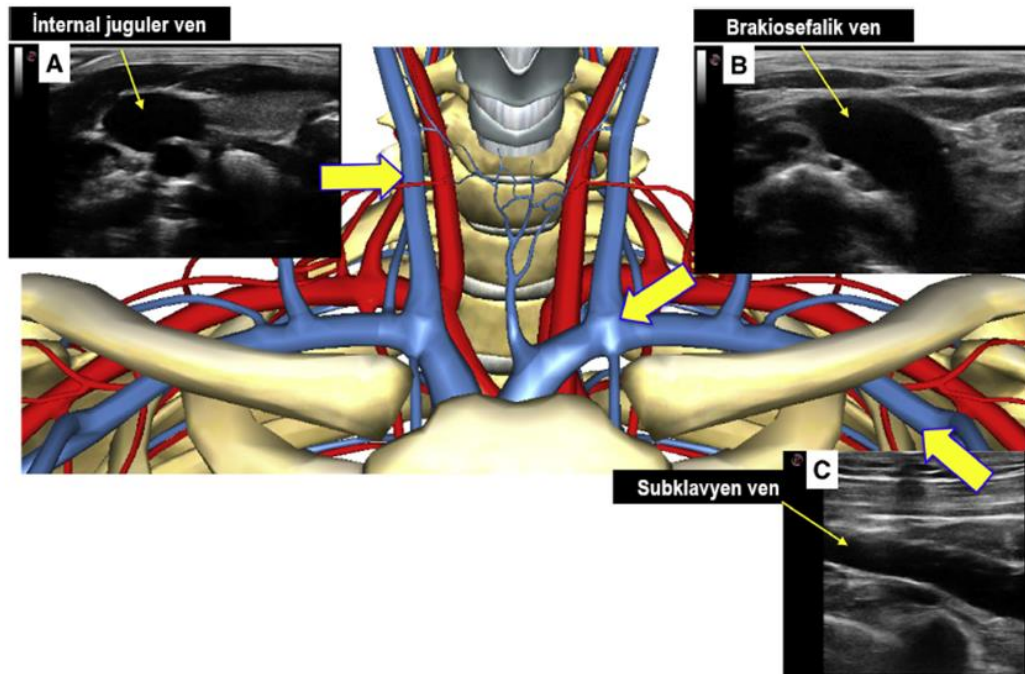 İnternal juguler ven
A
Brakiosefalik ven
B
Subklavyen ven
C